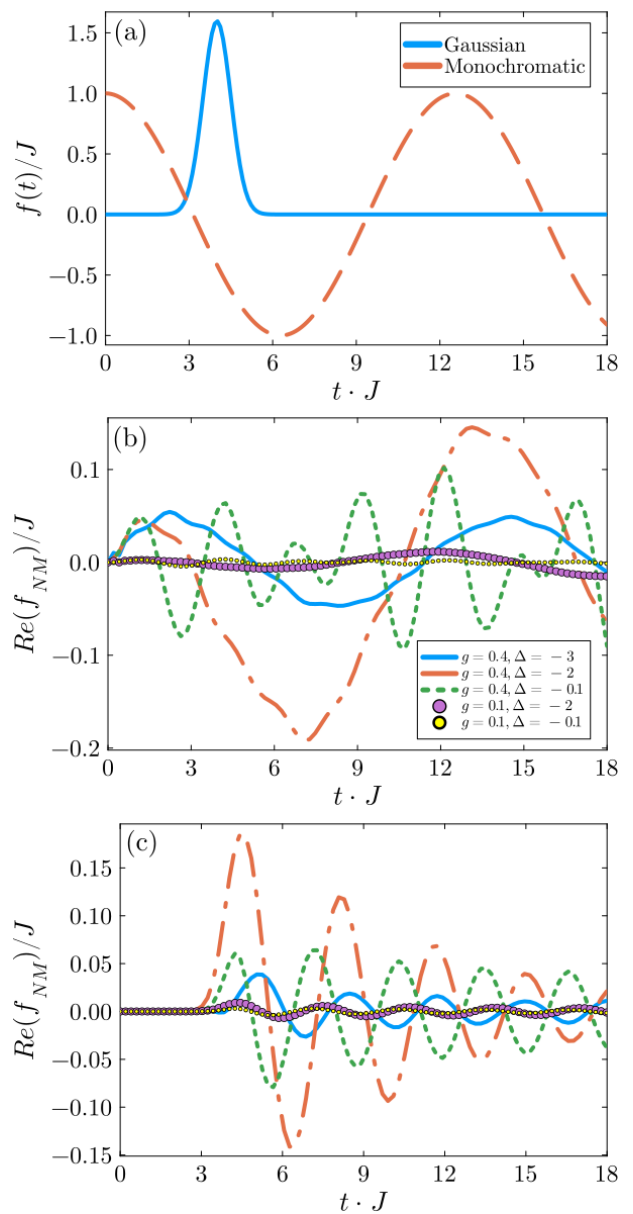 (a)
Gaussian
Monochromatic
1.5
1.0
0.5
0.0
−0.5
−1.0
f(t)/J
0 3 6 9 12 15 18
t · J
(b)
0.1
0.0
−0.1
−0.2
Re(f_NM)/J
g = 0.4, Δ = − 3
g = 0.4, Δ = − 2
g = 0.4, Δ = − 0.1
g = 0.1, Δ = − 2
g = 0.1, Δ = − 0.1
0 3 6 9 12 15 18
t · J
(c)
0.15
0.10
0.05
0.00
−0.05
−0.10
−0.15
Re(f_NM)/J
0 3 6 9 12 15 18
t · J